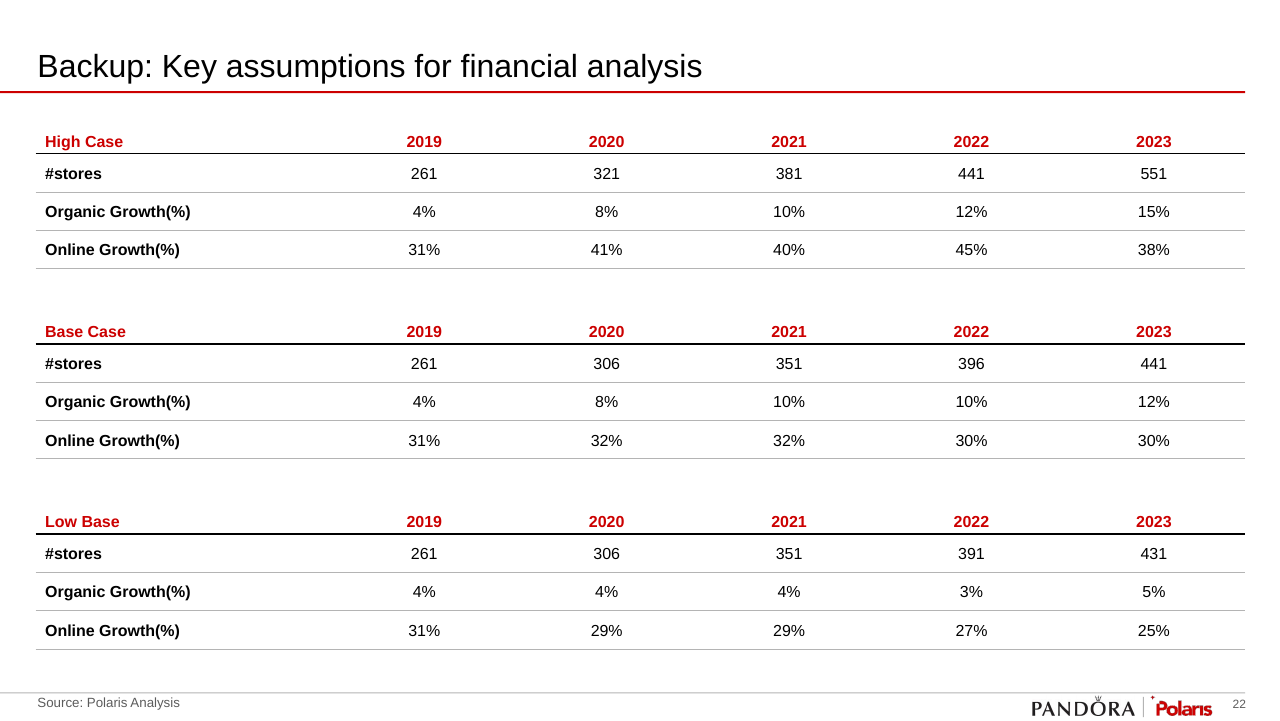 Backup: Key assumptions for financial analysis
High Case 2019 2020 2021 2022 2023
#stores 261 321 381 441 551
Organic Growth(%) 4% 8% 10% 12% 15%
Online Growth(%) 31% 41% 40% 45% 38%
Base Case 2019 2020 2021 2022 2023
#stores 261 306 351 396 441
Organic Growth(%) 4% 8% 10% 10% 12%
Online Growth(%) 31% 32% 32% 30% 30%
Low Base 2019 2020 2021 2022 2023
#stores 261 306 351 391 431
Organic Growth(%) 4% 4% 4% 3% 5%
Online Growth(%) 31% 29% 29% 27% 25%
Source: Polaris Analysis
PANDÖRA Polaris 22